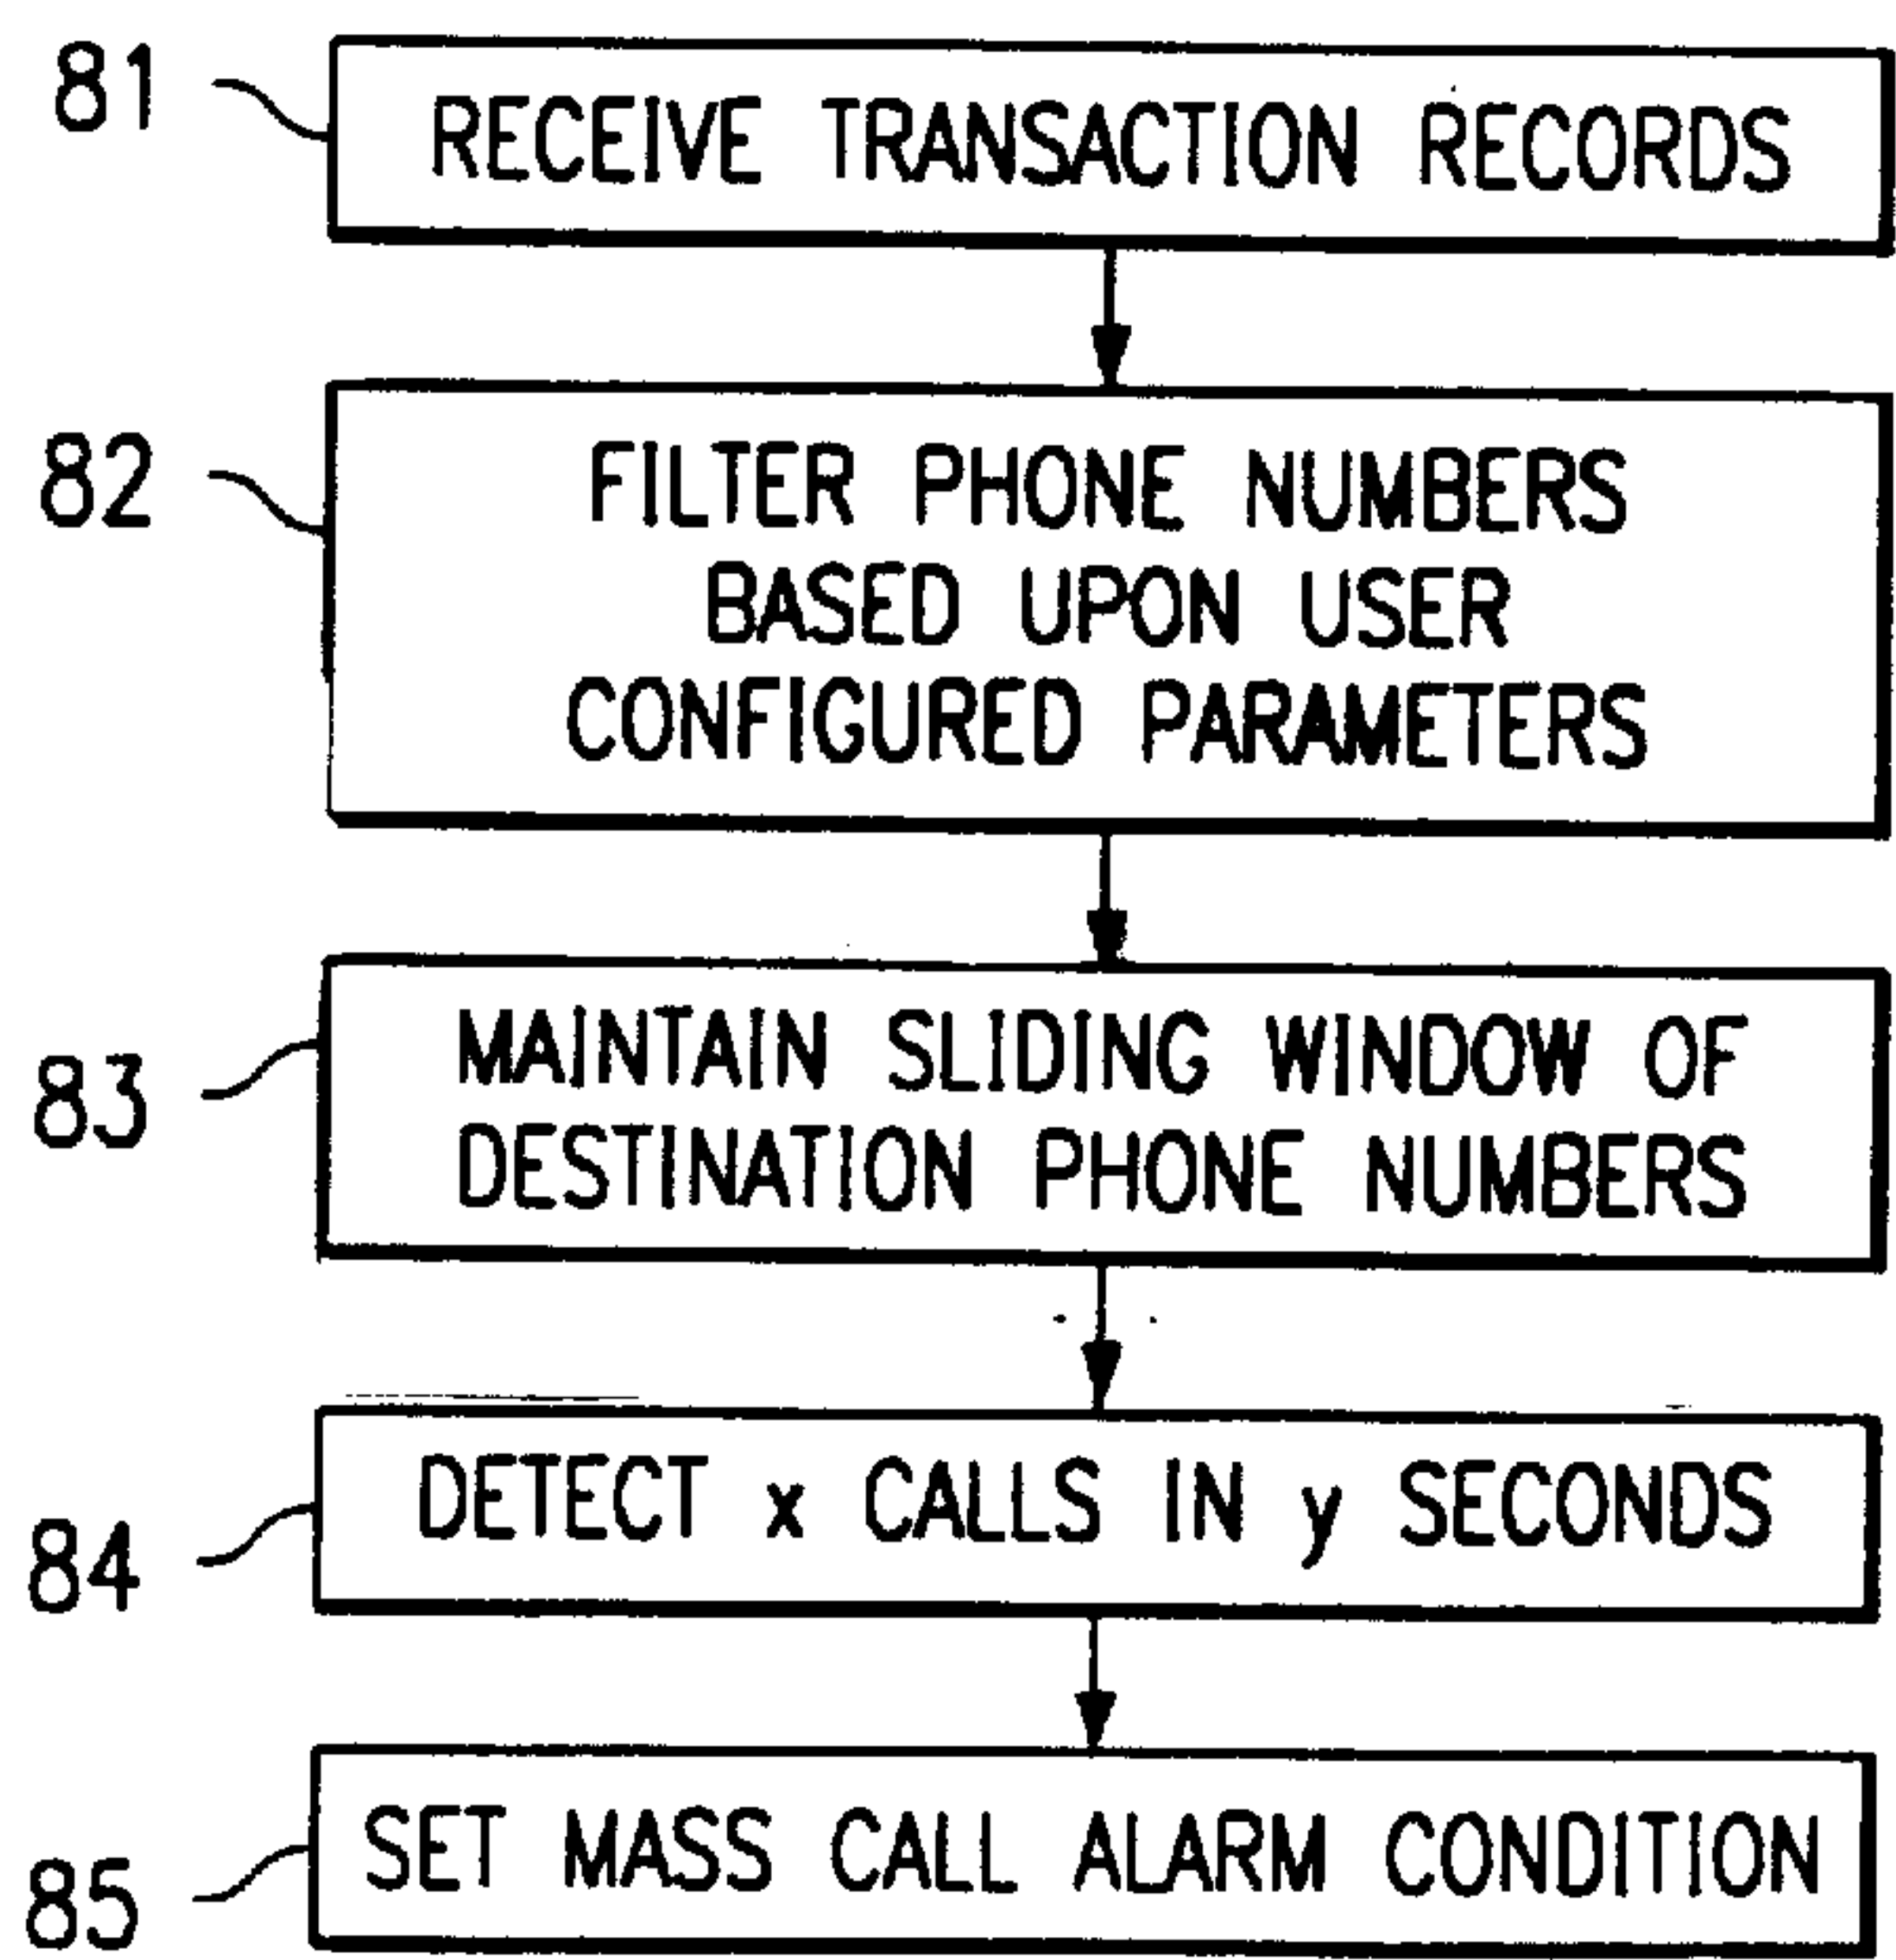 81
RECEIVE TRANSACTION RECORDS
82
FILTER PHONE NUMBERS
BASED UPON USER
CONFIGURED PARAMETERS
83
MAINTAIN SLIDING WINDOW OF
DESTINATION PHONE NUMBERS
84
DETECT x CALLS IN y SECONDS
85
SET MASS CALL ALARM CONDITION